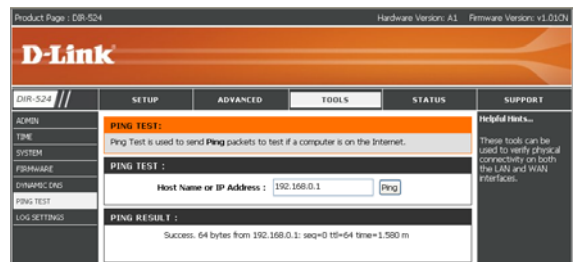 Product Page : DIR-524 Hardware Version: A1 Firmware Version: v1.01CN
D-Link
DIR-524 SETUP ADVANCED TOOLS STATUS SUPPORT
ADMIN
TIME
SYSTEM
FIRMWARE
DYNAMIC DNS
PING TEST
LOG SETTINGS
PING TEST:
Ping Test is used to send Ping packets to test if a computer is on the Internet.
PING TEST :
Host Name or IP Address : 192.168.0.1 Ping
PING RESULT :
Success. 64 bytes from 192.168.0.1: seq=0 ttl=64 time=1.580 m
Helpful Hints...
These tools can be
used to verify physical
connectivity on both
the LAN and WAN
interfaces.